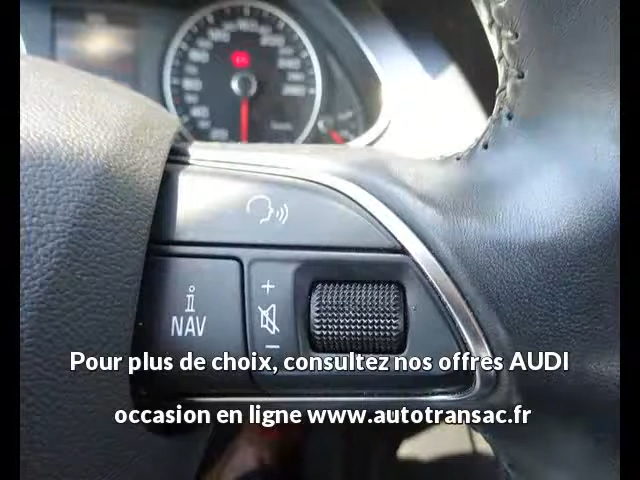 NAV
+
-
Pour plus de choix, consultez nos offres AUDI
occasion en ligne www.autotransac.fr